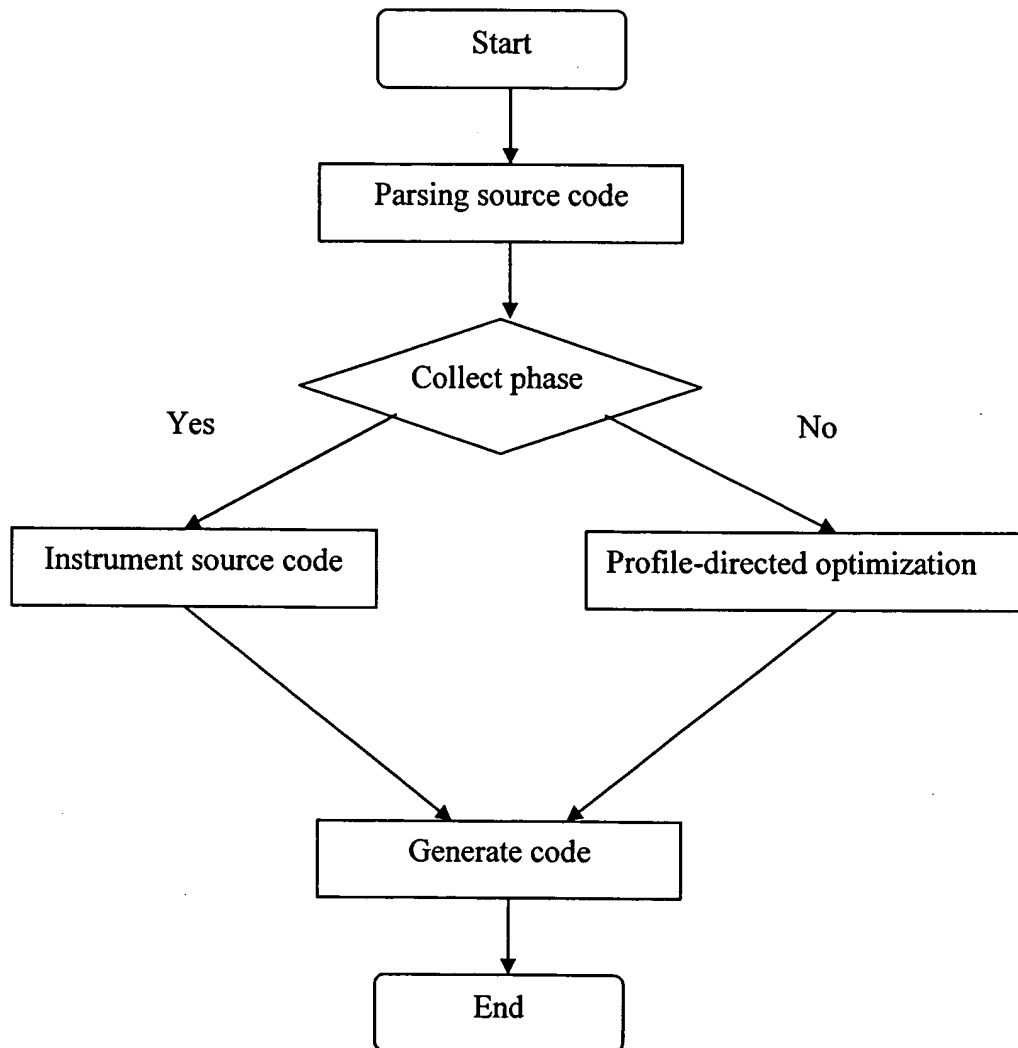 Start
Parsing source code
Collect phase
Yes
No
Instrument source code
Profile-directed optimization
Generate code
End